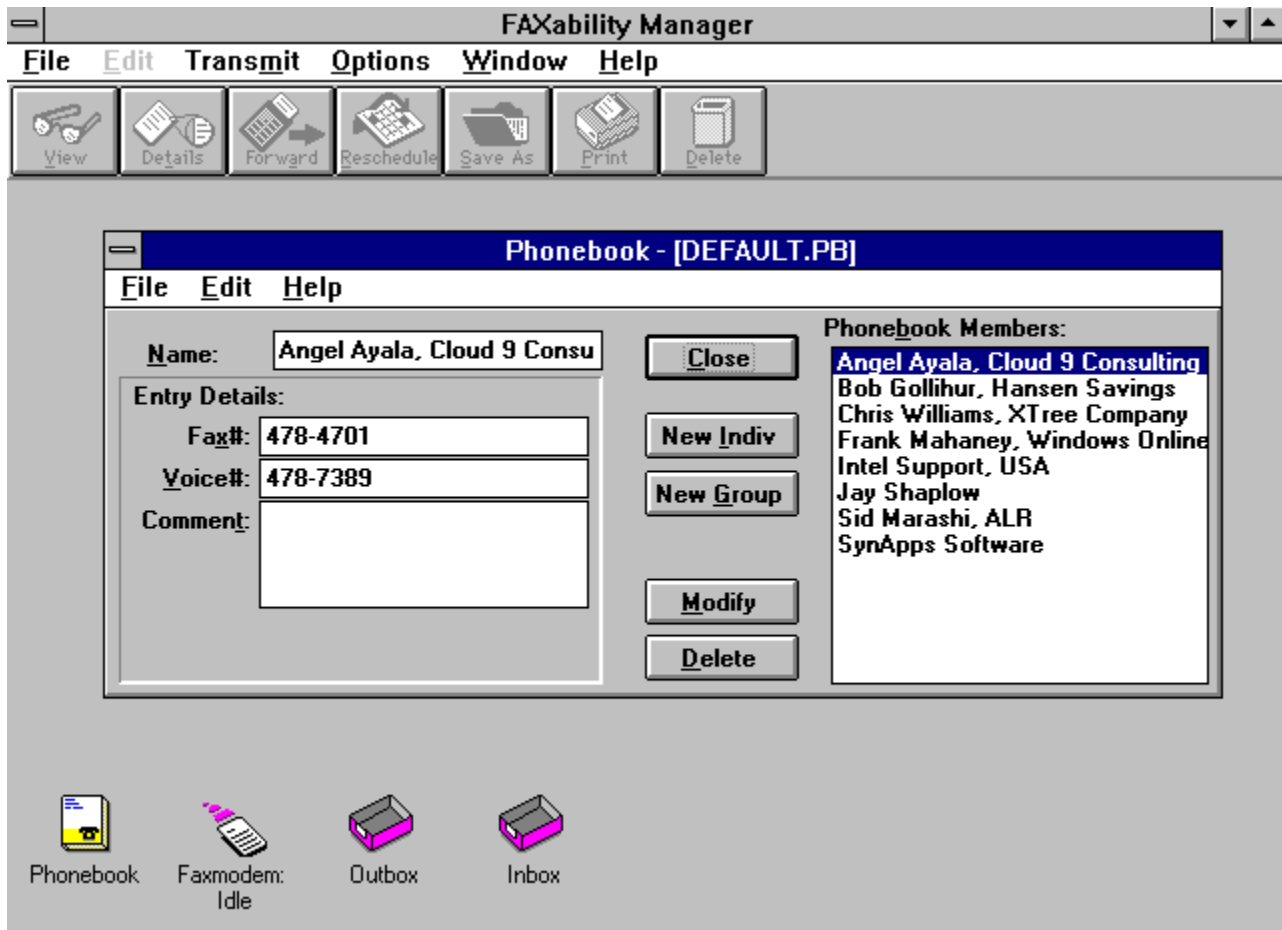 FAXability Manager
File Edit Transmit Options Window Help
View Details Forward Reschedule Save As Print Delete
Phonebook - [DEFAULT.PB]
File Edit Help
Name: Angel Ayala, Cloud 9 Consu
Entry Details:
Fax#: 478-4701
Voice#: 478-7389
Comment:
Close
New Indiv
New Group
Modify
Delete
Phonebook Members:
Angel Ayala, Cloud 9 Consulting
Bob Gollihur, Hansen Savings
Chris Williams, XTree Company
Frank Mahaney, Windows Online
Intel Support, USA
Jay Shaplow
Sid Marashi, ALR
SynApps Software
Phonebook
Faxmodem:
Idle
Outbox
Inbox